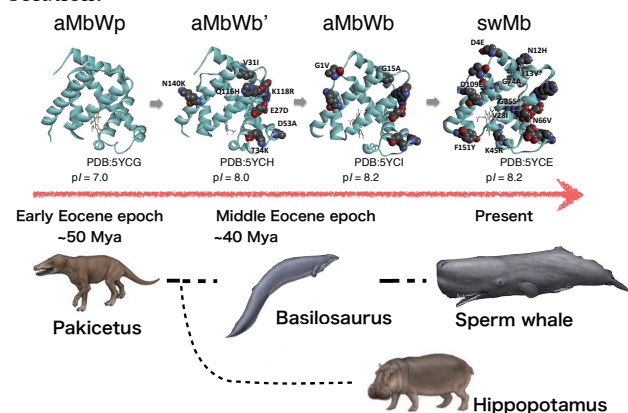 aMbWp aMbWb' aMbWb swMb
V31I
N140K
Q116H
K118R
E27D
D53A
T34K
G1V
G15A
D4E
N12H
I13V
G74A
D109E
G35S
V28I
N66V
F151Y
K45R
PDB:5YCG PDB:5YCH PDB:5YCI PDB:5YCE
pI = 7.0 pI = 8.0 pI = 8.2 pI = 8.2
Early Eocene epoch Middle Eocene epoch Present
~50 Mya ~40 Mya
Pakicetus Basilosaurus Sperm whale
Hippopotamus